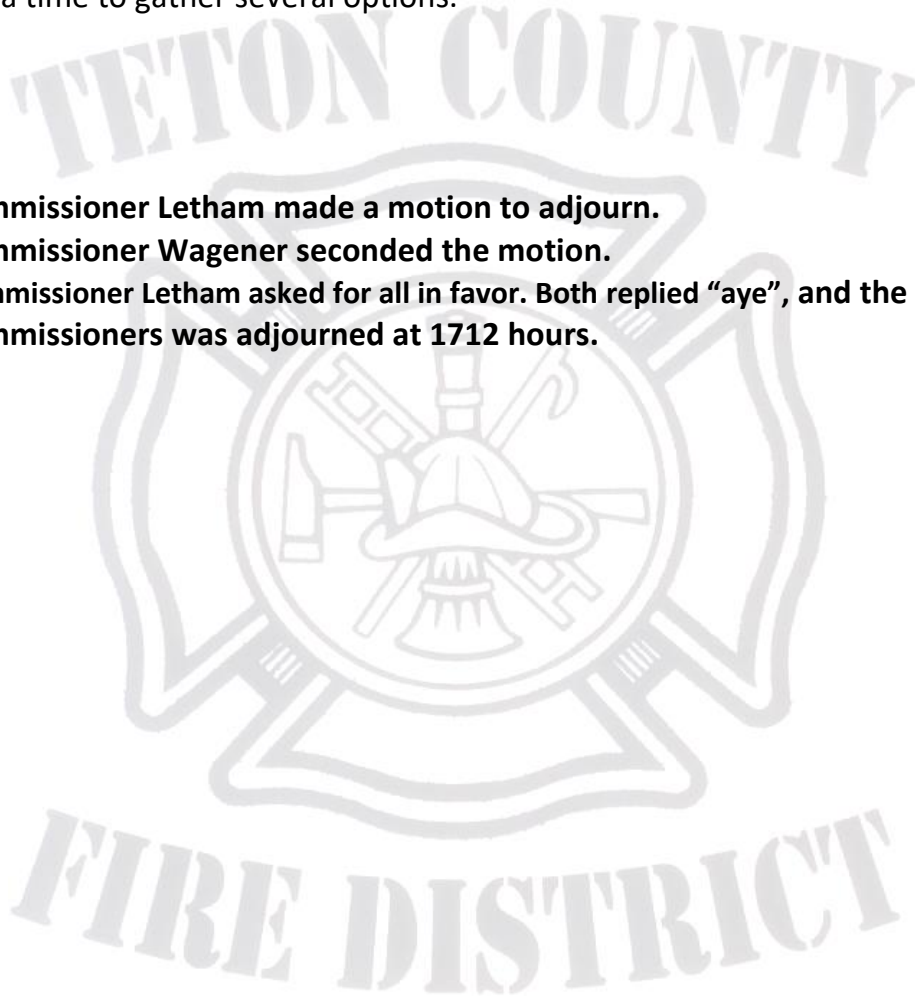 a time to gather several options.
TETON COUNTY
mmissioner Letham made a motion to adjourn.
mmissioner Wagener seconded the motion.
mmissioner Letham asked for all in favor. Both replied “aye”, and the
mmissioners was adjourned at 1712 hours.
FIRE DISTRICT